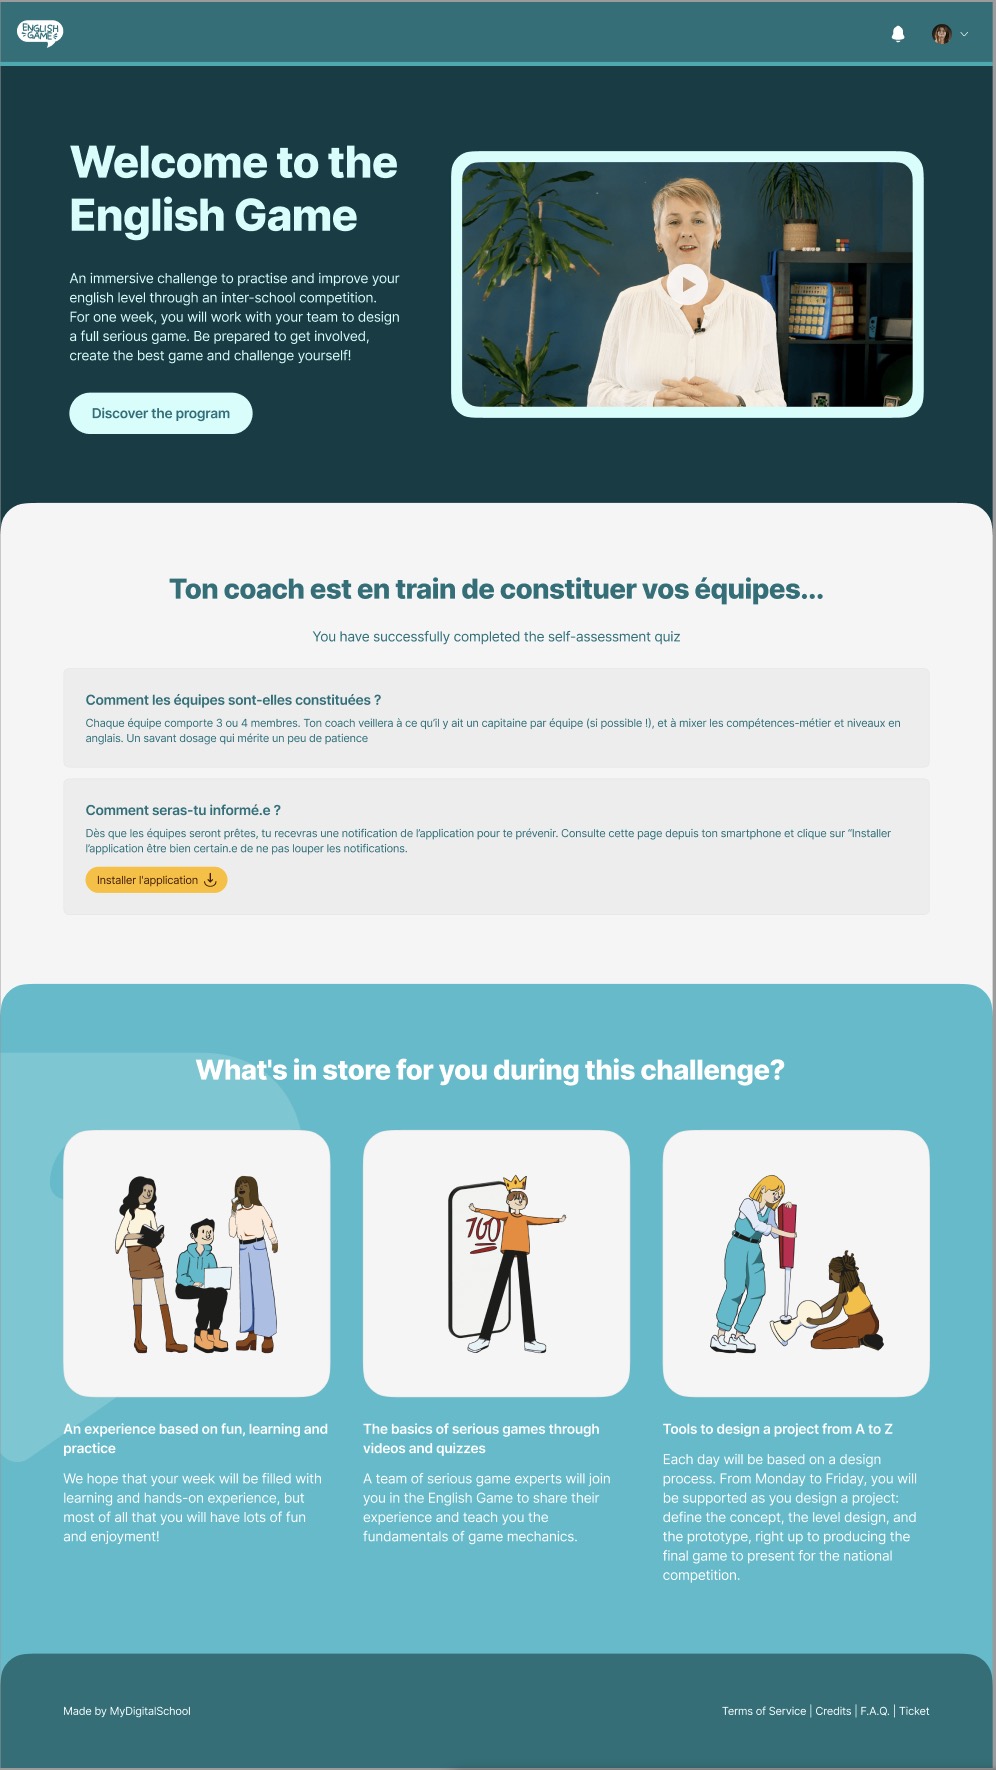 ENGLISH
GAME
Welcome to the
English Game
An immersive challenge to practise and improve your
english level through an inter-school competition.
For one week, you will work with your team to design
a full serious game. Be prepared to get involved,
create the best game and challenge yourself!
Discover the program
Ton coach est en train de constituer vos équipes...
You have successfully completed the self-assessment quiz
Comment les équipes sont-elles constituées ?
Chaque équipe comporte 3 ou 4 membres. Ton coach veillera à ce qu'il y ait un capitaine par équipe (si possible !), et à mixer les compétences-métier et niveaux en
anglais. Un savant dosage qui mérite un peu de patience
Comment seras-tu informé.e ?
Dès que les équipes seront prêtes, tu recevras une notification de l'application pour te prévenir. Consulte cette page depuis ton smartphone et clique sur "Installer
l'application être bien certain.e de ne pas louper les notifications.
Installer l'application
What's in store for you during this challenge?
100
An experience based on fun, learning and
practice
We hope that your week will be filled with
learning and hands-on experience, but
most of all that you will have lots of fun
and enjoyment!
The basics of serious games through
videos and quizzes
A team of serious game experts will join
you in the English Game to share their
experience and teach you the
fundamentals of game mechanics.
Tools to design a project from A to Z
Each day will be based on a design
process. From Monday to Friday, you will
be supported as you design a project:
define the concept, the level design, and
the prototype, right up to producing the
final game to present for the national
competition.
Made by MyDigitalSchool
Terms of Service | Credits | F.A.Q. | Ticket